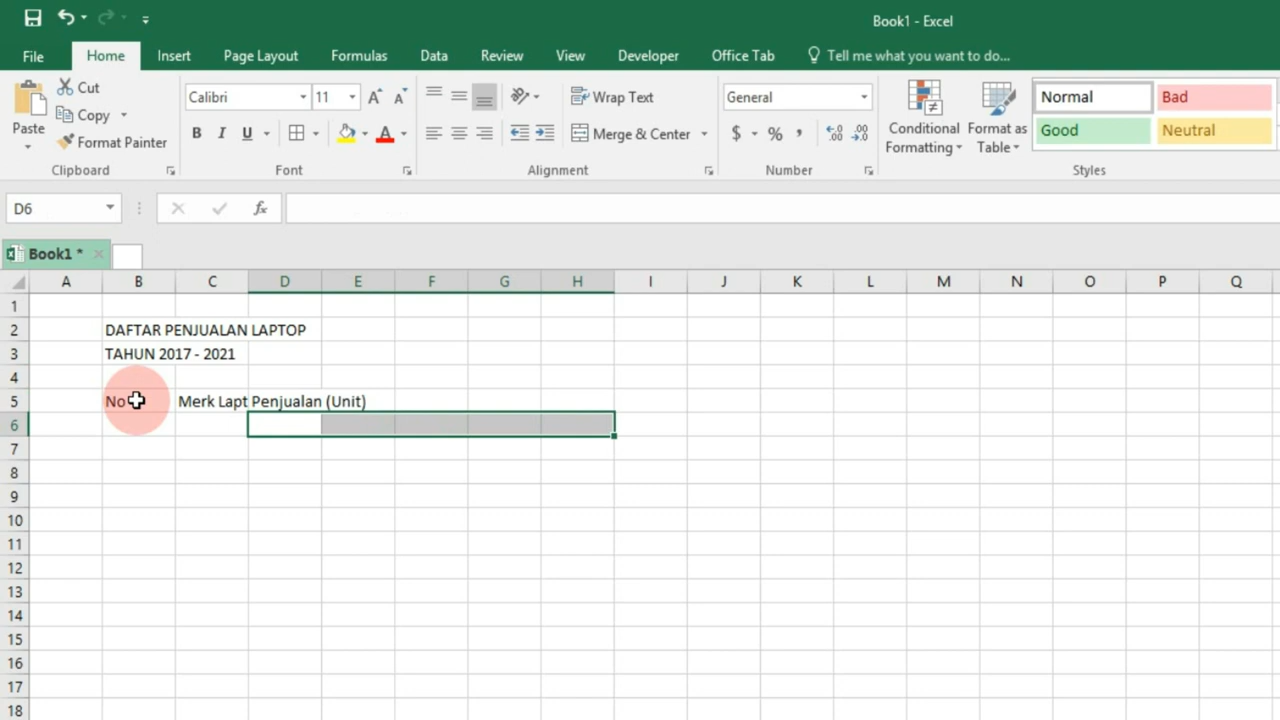 Book1 - Excel
File Home Insert Page Layout Formulas Data Review View Developer Office Tab Tell me what you want to do...
Paste
Cut
Copy
Format Painter
Clipboard
Calibri 11
B I U
Font
Wrap Text
Merge & Center
Alignment
General
$ % ,
Number
Conditional Formatting
Format as Table
Normal Bad
Good Neutral
Styles
D6 fx
Book1 *
A B C D E F G H I J K L M N O P Q
1
2 DAFTAR PENJUALAN LAPTOP
3 TAHUN 2017 - 2021
4
5 No Merk Lapt Penjualan (Unit)
6
7
8
9
10
11
12
13
14
15
16
17
18